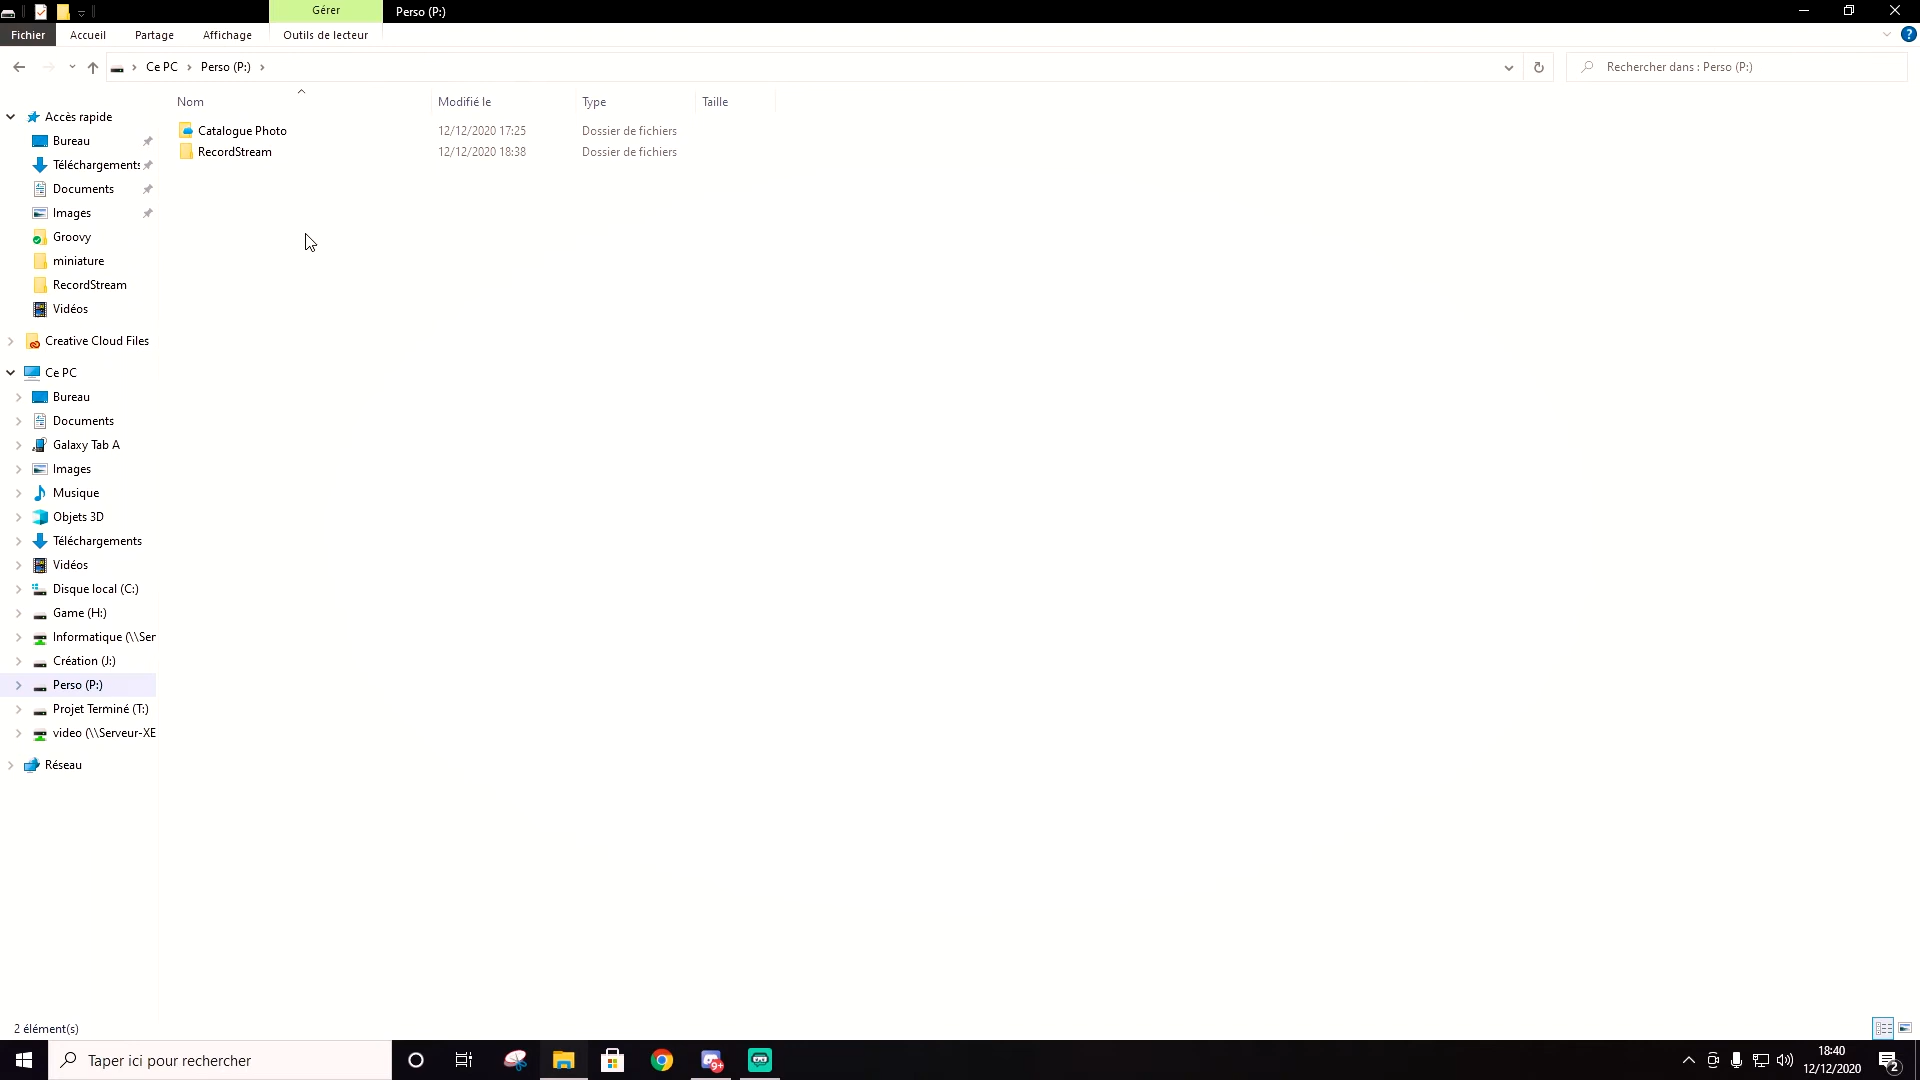 Gérer
Perso (P:)
Fichier
Accueil
Partage
Affichage
Outils de lecteur
?
Ce PC
Perso (P:)
Rechercher dans : Perso (P:)
Nom
Modifié le
Type
Taille
Catalogue Photo
12/12/2020 17:25
Dossier de fichiers
RecordStream
12/12/2020 18:38
Dossier de fichiers
Accès rapide
Bureau
Téléchargements
Documents
Images
Groovy
miniature
RecordStream
Vidéos
Creative Cloud Files
Ce PC
Bureau
Documents
Galaxy Tab A
Images
Musique
Objets 3D
Téléchargements
Vidéos
Disque local (C:)
Game (H:)
Informatique (\\Ser
Création (J:)
Perso (P:)
Projet Terminé (T:)
video (\\Serveur-XE
Réseau
2 élément(s)
Taper ici pour rechercher
9+
18:40
12/12/2020
2